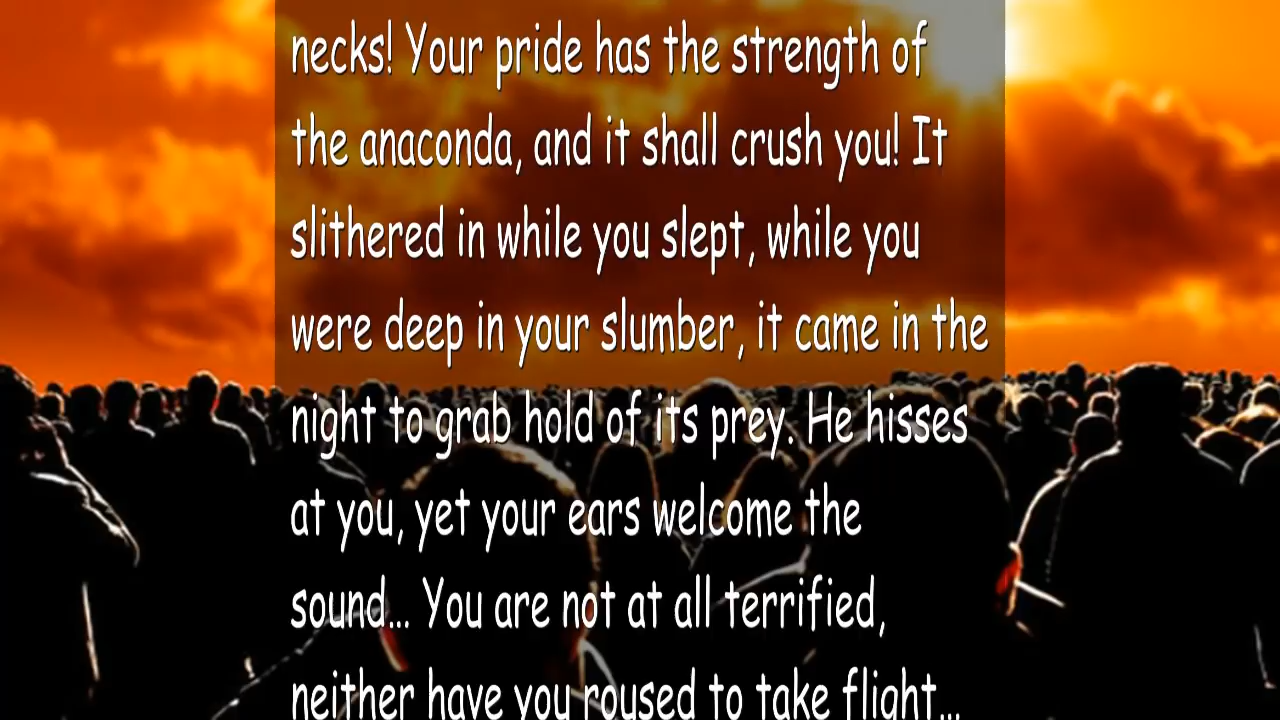 necks! Your pride has the strength of
the anaconda, and it shall crush you! It
slithered in while you slept, while you
were deep in your slumber, it came in the
night to grab hold of its prey. He hisses
at you, yet your ears welcome the
sound... You are not at all terrified,
neither have you roused to take flight...